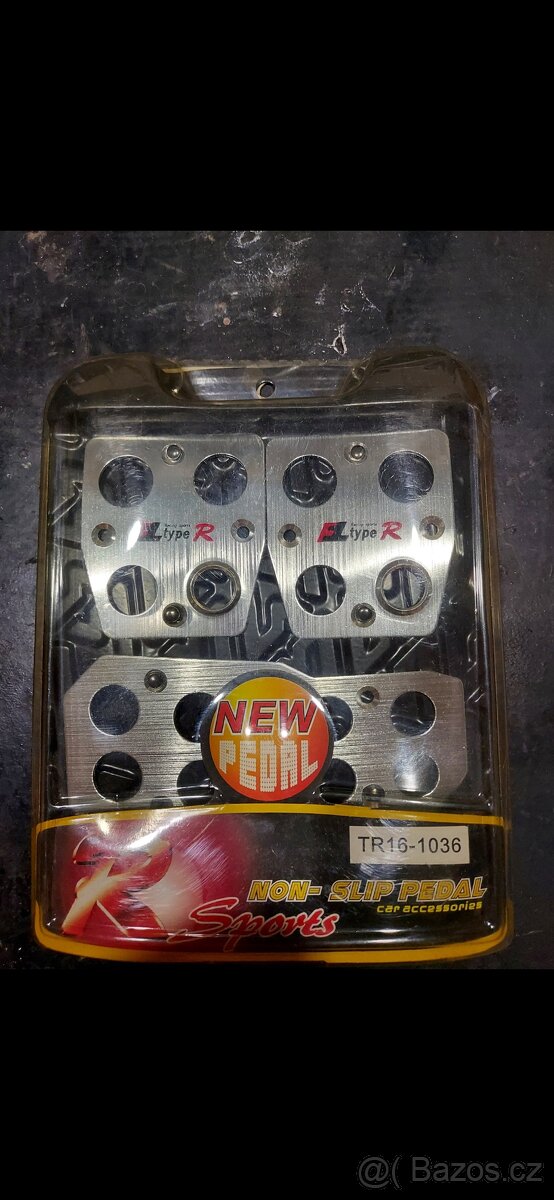 type R
type R
NEW
PEDAL
TR16-1036
R
NON- SLIP PEDAL
car accessories
Sports
@( Bazos.cz